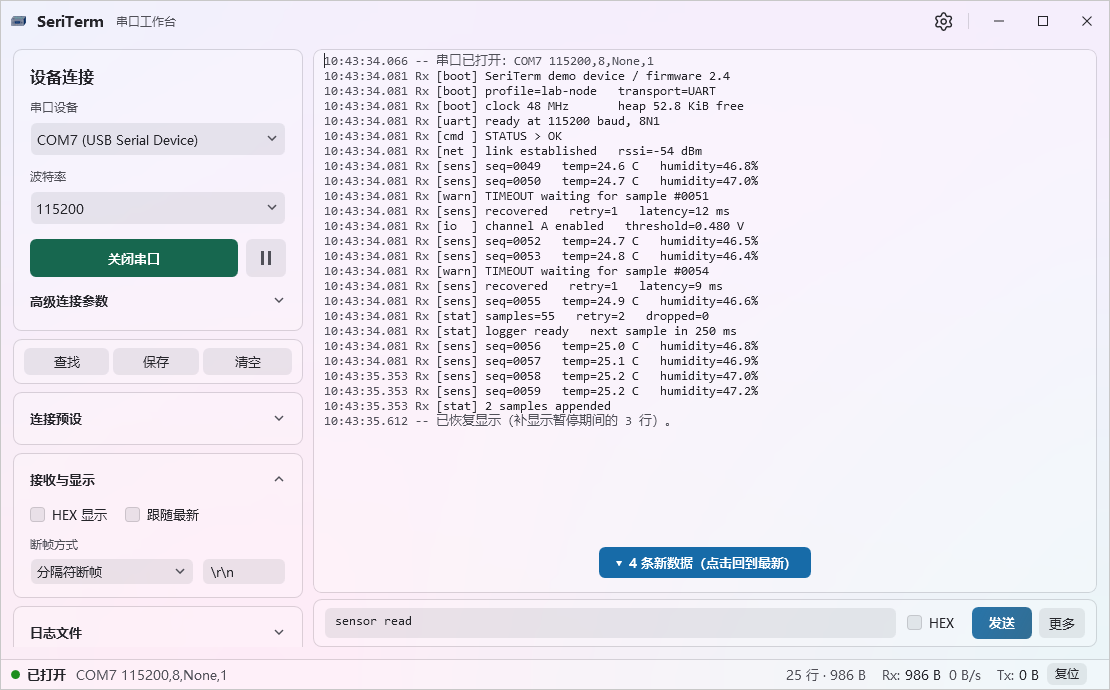 SeriTerm 串口工作台
设备连接
串口设备
COM7 (USB Serial Device)
波特率
115200
关闭串口
高级连接参数
查找 保存 清空
连接预设
接收与显示
HEX 显示 跟随最新
断帧方式
分隔符断帧 \r\n
日志文件
10:43:34.066 -- 串口已打开：COM7 115200,8,None,1
10:43:34.081 Rx [boot] SeriTerm demo device / firmware 2.4
10:43:34.081 Rx [boot] profile=lab-node   transport=UART
10:43:34.081 Rx [boot] clock 48 MHz       heap 52.8 KiB free
10:43:34.081 Rx [uart] ready at 115200 baud, 8N1
10:43:34.081 Rx [cmd ] STATUS > OK
10:43:34.081 Rx [net ] link established   rssi=-54 dBm
10:43:34.081 Rx [sens] seq=0049   temp=24.6 C   humidity=46.8%
10:43:34.081 Rx [sens] seq=0050   temp=24.7 C   humidity=47.0%
10:43:34.081 Rx [warn] TIMEOUT waiting for sample #0051
10:43:34.081 Rx [sens] recovered   retry=1   latency=12 ms
10:43:34.081 Rx [io  ] channel A enabled   threshold=0.480 V
10:43:34.081 Rx [sens] seq=0052   temp=24.7 C   humidity=46.5%
10:43:34.081 Rx [sens] seq=0053   temp=24.8 C   humidity=46.4%
10:43:34.081 Rx [warn] TIMEOUT waiting for sample #0054
10:43:34.081 Rx [sens] recovered   retry=1   latency=9 ms
10:43:34.081 Rx [sens] seq=0055   temp=24.9 C   humidity=46.6%
10:43:34.081 Rx [stat] samples=55   retry=2   dropped=0
10:43:34.081 Rx [stat] logger ready   next sample in 250 ms
10:43:34.081 Rx [sens] seq=0056   temp=25.0 C   humidity=46.8%
10:43:34.081 Rx [sens] seq=0057   temp=25.1 C   humidity=46.9%
10:43:35.353 Rx [sens] seq=0058   temp=25.2 C   humidity=47.0%
10:43:35.353 Rx [sens] seq=0059   temp=25.2 C   humidity=47.2%
10:43:35.353 Rx [stat] 2 samples appended
10:43:35.612 -- 已恢复显示（补显示暂停期间的 3 行）。
▼ 4 条新数据（点击回到最新）
sensor read HEX 发送 更多
已打开 COM7 115200,8,None,1 25 行 · 986 B Rx: 986 B 0 B/s Tx: 0 B 复位